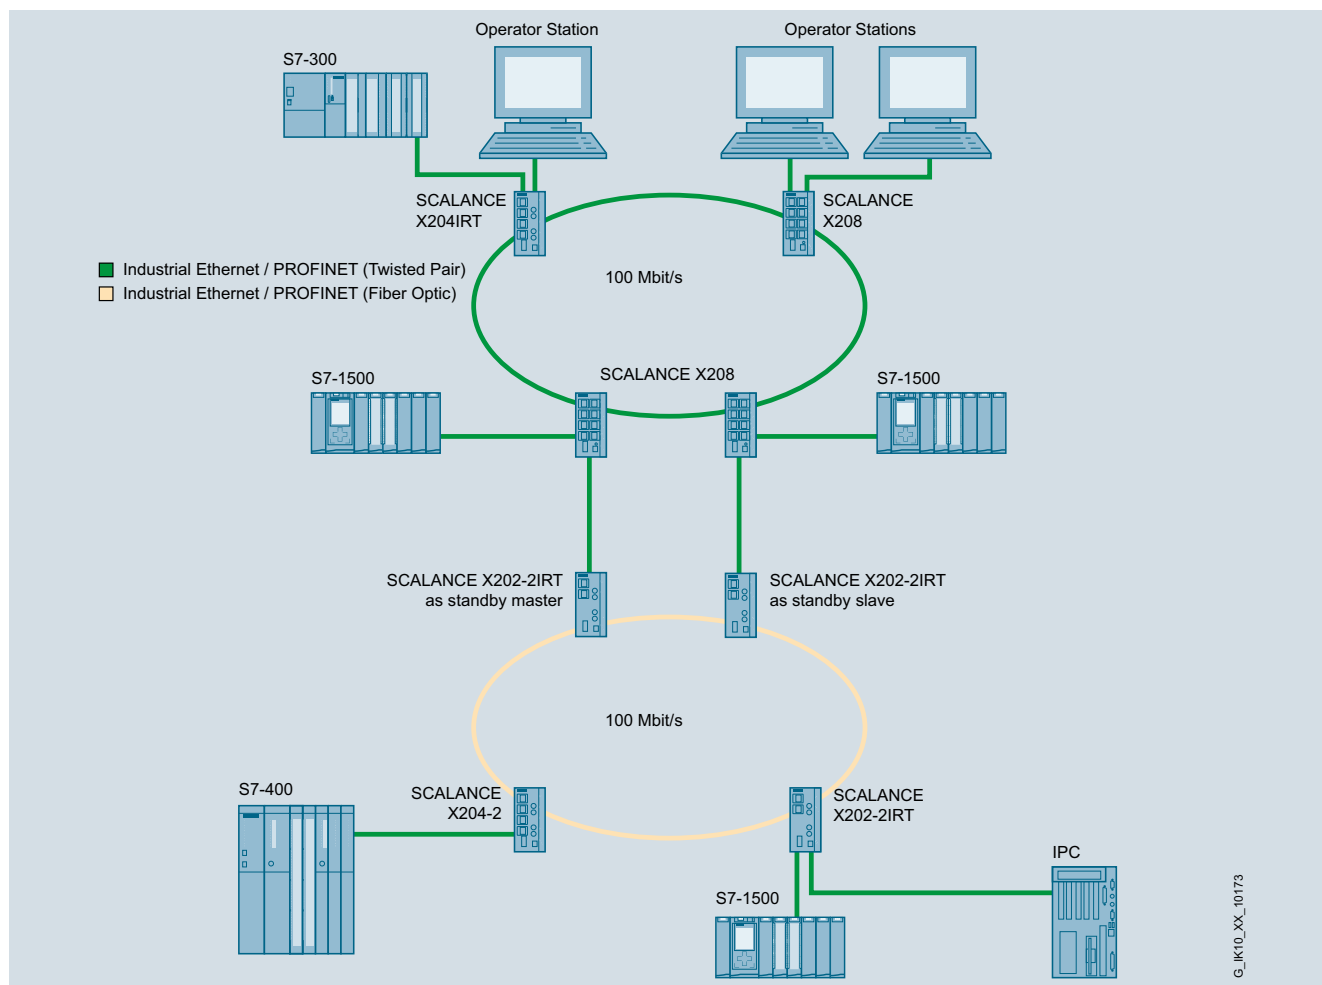 Operator Station
Operator Stations
S7-300
SCALANCE
X204IRT
SCALANCE
X208
Industrial Ethernet / PROFINET (Twisted Pair)
Industrial Ethernet / PROFINET (Fiber Optic)
100 Mbit/s
S7-1500
SCALANCE X208
S7-1500
SCALANCE X202-2IRT
as standby master
SCALANCE X202-2IRT
as standby slave
100 Mbit/s
S7-400
SCALANCE
X204-2
SCALANCE
X202-2IRT
IPC
S7-1500
G_IK10_XX_10173